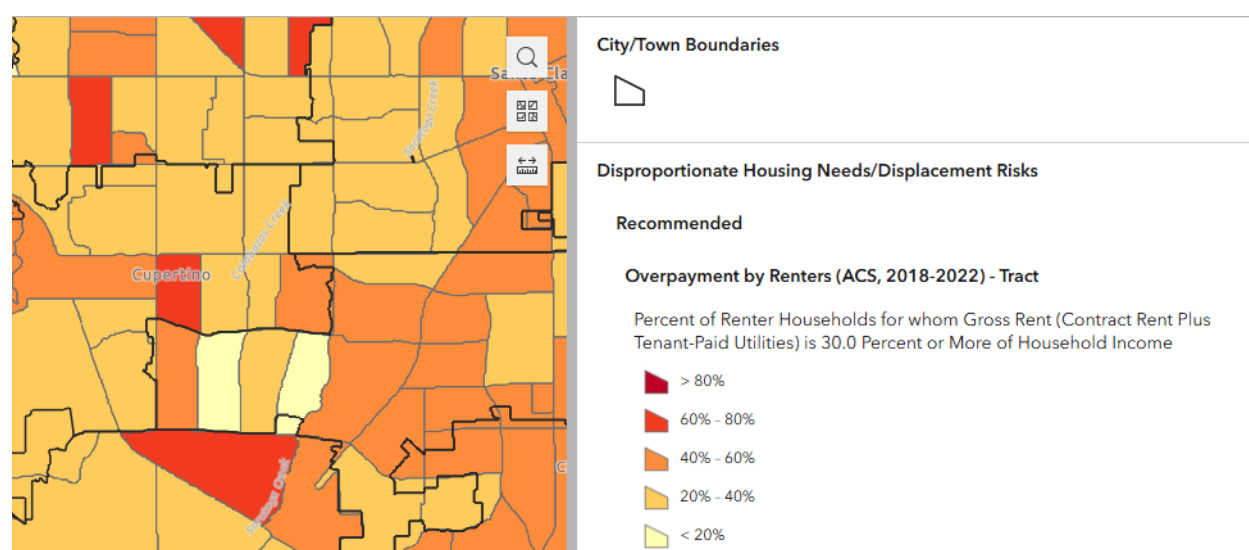 City/Town Boundaries
Santa Cla
Saratoga Creek
Disproportionate Housing Needs/Displacement Risks
Recommended
Calabazas Creek
Cupertino
Overpayment by Renters (ACS, 2018-2022) - Tract
Percent of Renter Households for whom Gross Rent (Contract Rent Plus
Tenant-Paid Utilities) is 30.0 Percent or More of Household Income
> 80%
60% - 80%
40% - 60%
20% - 40%
< 20%
C
Saratoga Creek